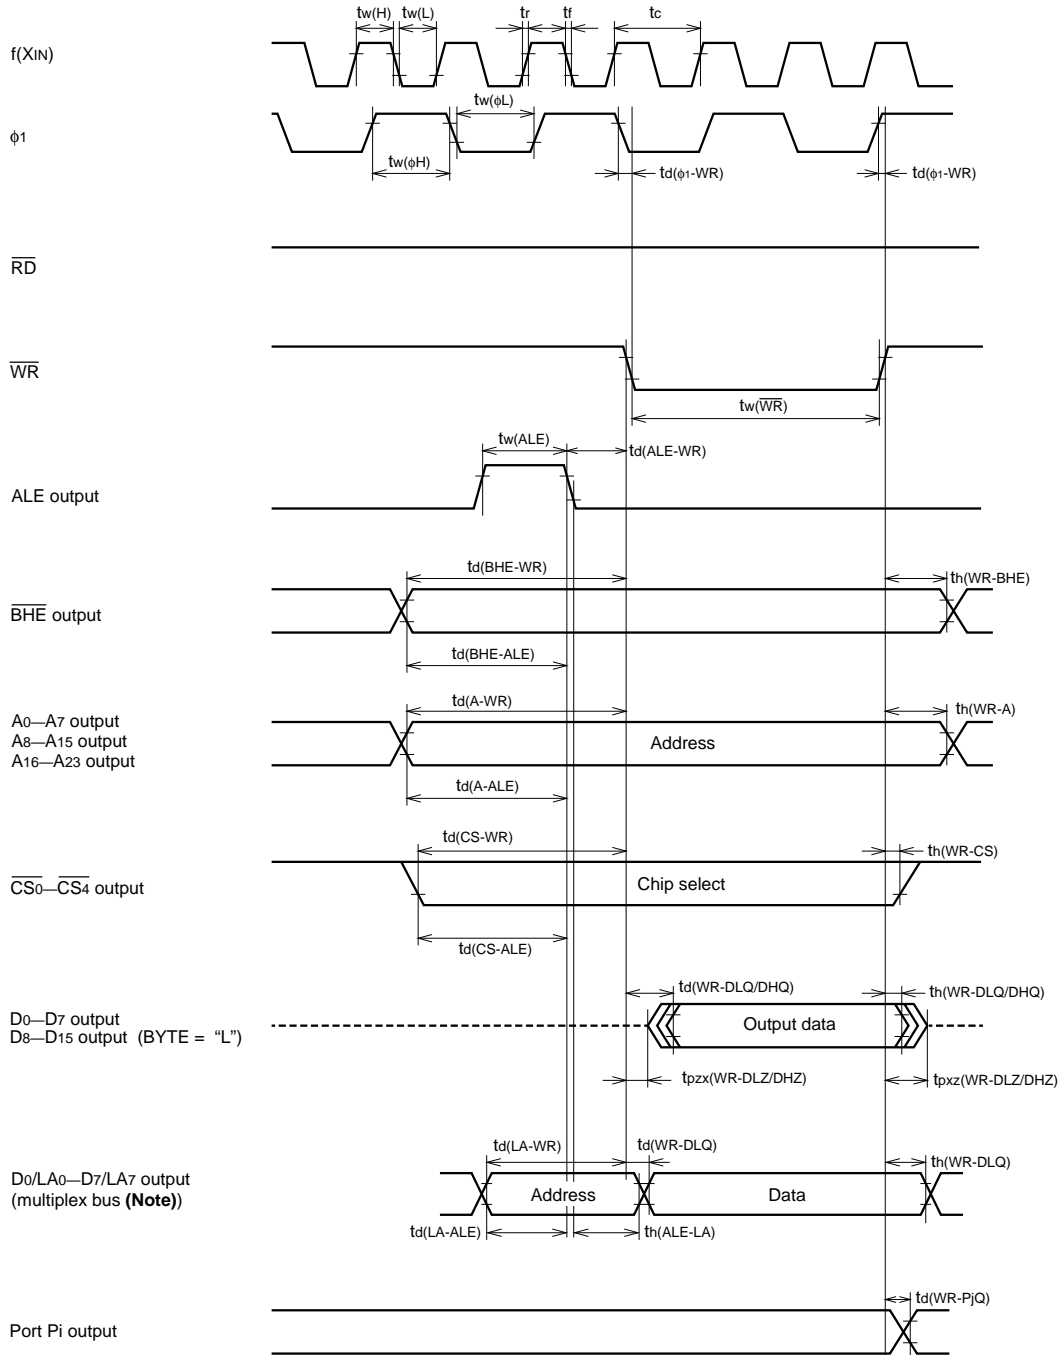 tw(H) tw(L) tr tf tc
f(XIN)
tw(ϕL)
ϕ1
tw(ϕH) td(ϕ1-WR) td(ϕ1-WR)
RD
WR
tw(WR)
tw(ALE)
td(ALE-WR)
ALE output
td(BHE-WR)
th(WR-BHE)
BHE output
td(BHE-ALE)
td(A-WR)
th(WR-A)
A0—A7 output
A8—A15 output
A16—A23 output
Address
td(A-ALE)
td(CS-WR)
th(WR-CS)
CS0—CS4 output
Chip select
td(CS-ALE)
td(WR-DLQ/DHQ) th(WR-DLQ/DHQ)
D0—D7 output
D8—D15 output (BYTE = “L”)
Output data
tpzx(WR-DLZ/DHZ) tpxz(WR-DLZ/DHZ)
td(LA-WR) td(WR-DLQ) th(WR-DLQ)
D0/LA0—D7/LA7 output
(multiplex bus (Note))
Address Data
td(LA-ALE) th(ALE-LA)
td(WR-PjQ)
Port Pi output